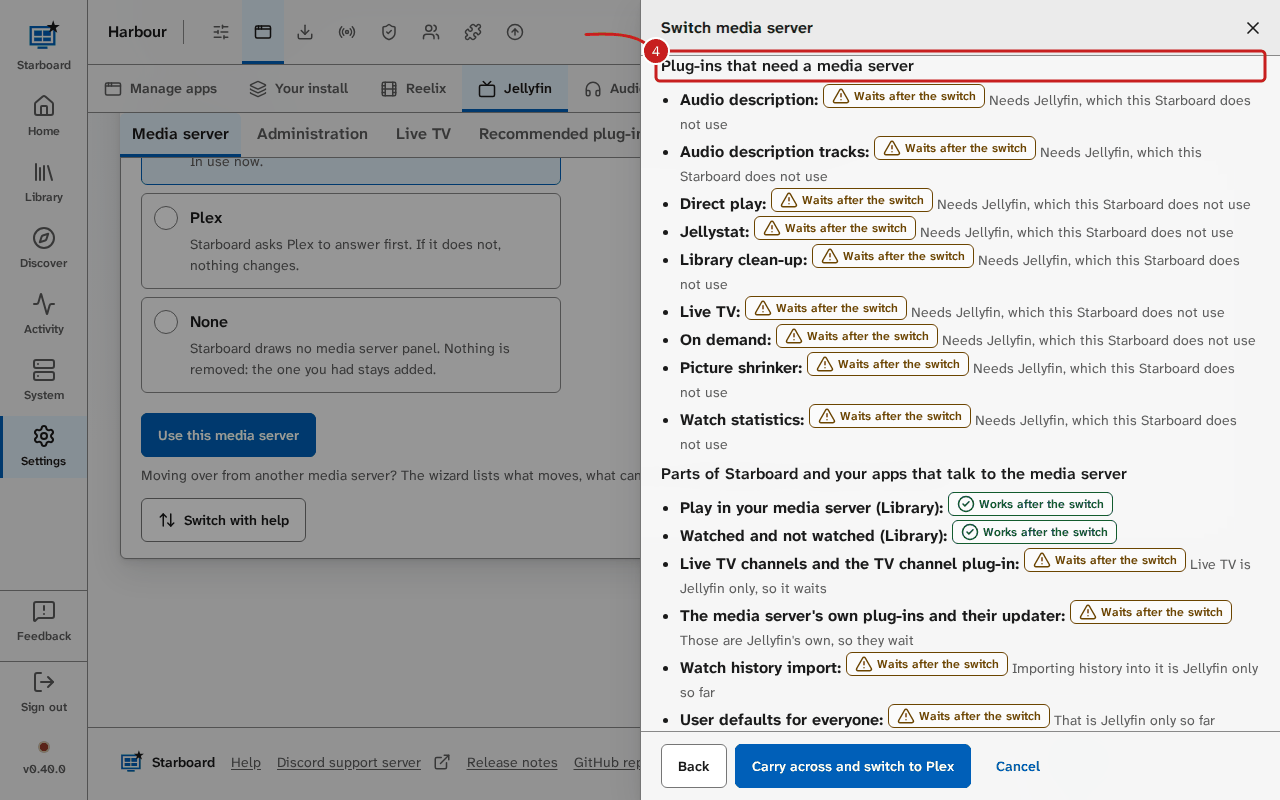 Starboard
Home
Library
Discover
Activity
System
Settings
Feedback
Sign out
v0.40.0
Harbour
Manage apps
Your install
Reelix
Jellyfin
Media server
Administration
Live TV
In use now.
Plex
Starboard asks Plex to answer first. If it does not,
nothing changes.
None
Starboard draws no media server panel. Nothing is
removed: the one you had stays added.
Use this media server
Moving over from another media server? The wizard lists what moves, what
Switch with help
Starboard
Help
Discord support server
Release notes
Switch media server
4
Plug-ins that need a media server
Audio description: Waits after the switch Needs Jellyfin, which this Starboard does
not use
Audio description tracks: Waits after the switch Needs Jellyfin, which this
Starboard does not use
Direct play: Waits after the switch Needs Jellyfin, which this Starboard does not use
Jellystat: Waits after the switch Needs Jellyfin, which this Starboard does not use
Library clean-up: Waits after the switch Needs Jellyfin, which this Starboard does
not use
Live TV: Waits after the switch Needs Jellyfin, which this Starboard does not use
On demand: Waits after the switch Needs Jellyfin, which this Starboard does not use
Picture shrinker: Waits after the switch Needs Jellyfin, which this Starboard does
not use
Watch statistics: Waits after the switch Needs Jellyfin, which this Starboard does
not use
Parts of Starboard and your apps that talk to the media server
Play in your media server (Library): Works after the switch
Watched and not watched (Library): Works after the switch
Live TV channels and the TV channel plug-in: Waits after the switch Live TV is
Jellyfin only, so it waits
The media server's own plug-ins and their updater: Waits after the switch
Those are Jellyfin's own, so they wait
Watch history import: Waits after the switch Importing history into it is Jellyfin only
so far
User defaults for everyone: Waits after the switch That is Jellyfin only so far
Back
Carry across and switch to Plex
Cancel